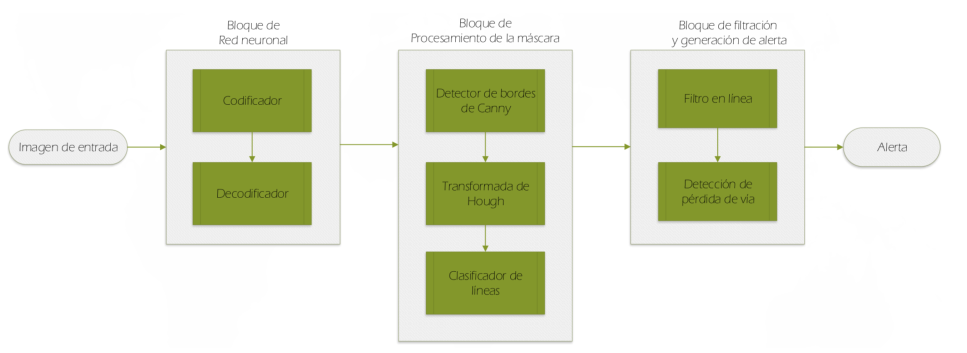 Bloque de
Red neuronal
Codificador
Decodificador
Imagen de entrada
Bloque de
Procesamiento de la máscara
Detector de bordes
de Canny
Transformada de
Hough
Clasificador de
líneas
Bloque de filtración
y generación de alerta
Filtro en línea
Detección de
pérdida de vía
Alerta